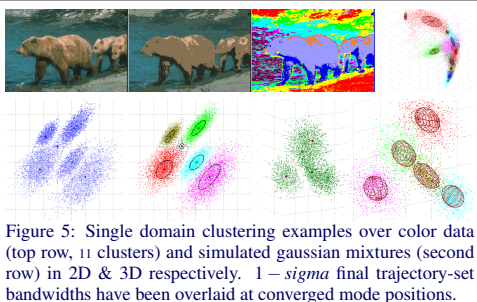 Figure 5: Single domain clustering examples over color data
(top row, 11 clusters) and simulated gaussian mixtures (second
row) in 2D & 3D respectively. 1 − sigma final trajectory-set
bandwidths have been overlaid at converged mode positions.